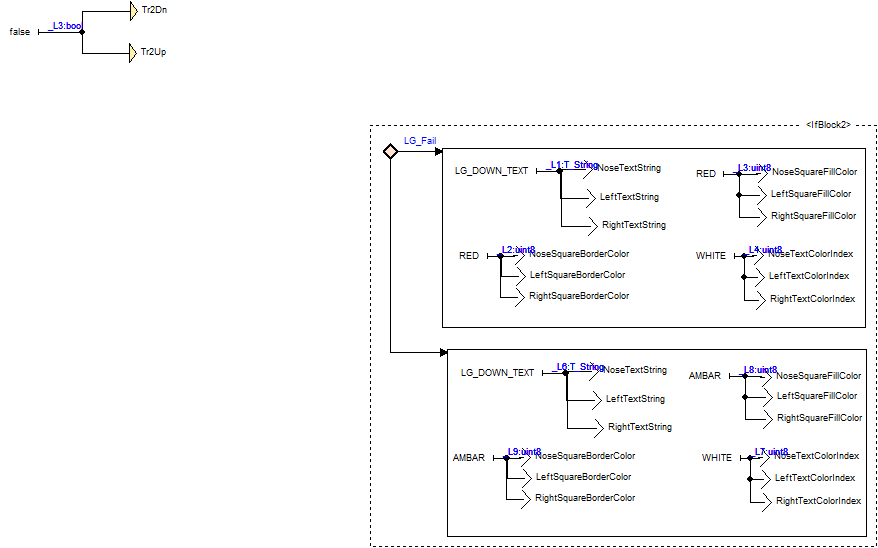 Tr2Dn
false
_L3:bool
Tr2Up
<IfBlock2>
LG_Fail
LG_DOWN_TEXT
_L1:T_String
NoseTextString
LeftTextString
RightTextString
RED
_L3:uint8
NoseSquareFillColor
LeftSquareFillColor
RightSquareFillColor
RED
_L2:uint8
NoseSquareBorderColor
LeftSquareBorderColor
RightSquareBorderColor
WHITE
_L4:uint8
NoseTextColorIndex
LeftTextColorIndex
RightTextColorIndex
LG_DOWN_TEXT
_L6:T_String
NoseTextString
LeftTextString
RightTextString
AMBAR
_L8:uint8
NoseSquareFillColor
LeftSquareFillColor
RightSquareFillColor
AMBAR
_L9:uint8
NoseSquareBorderColor
LeftSquareBorderColor
RightSquareBorderColor
WHITE
_L7:uint8
NoseTextColorIndex
LeftTextColorIndex
RightTextColorIndex